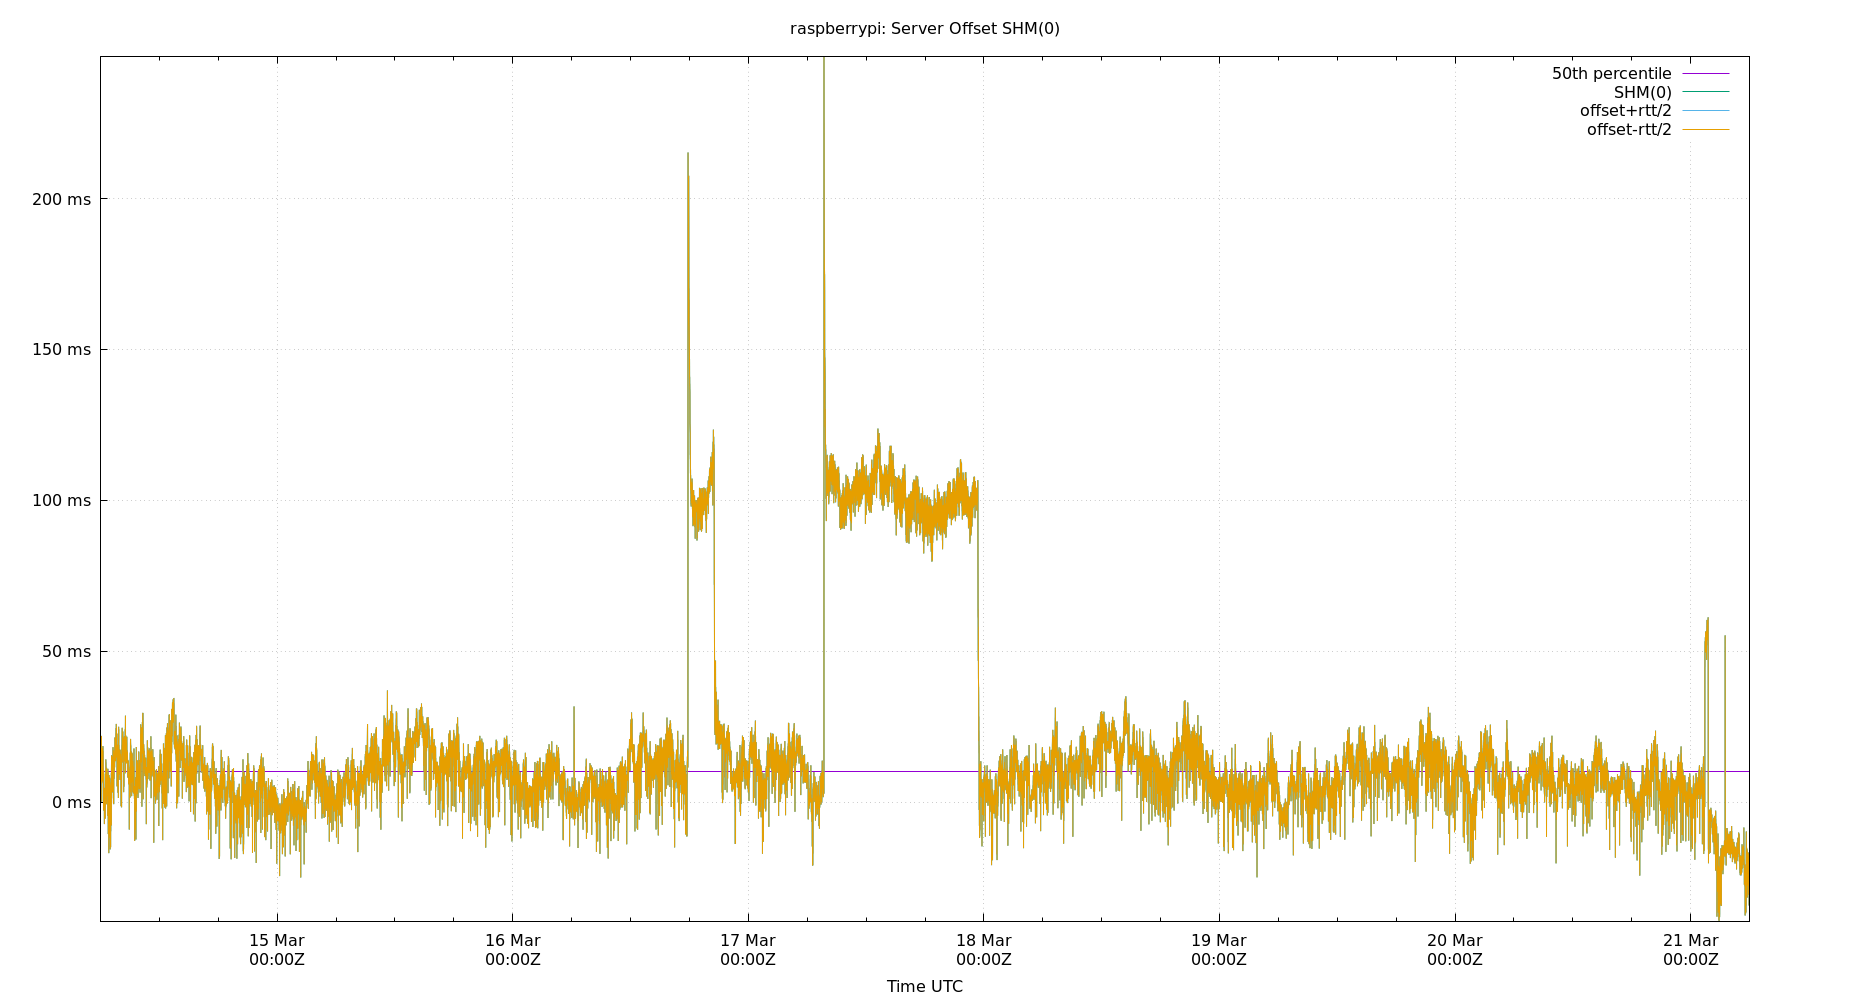 raspberrypi: Server Offset SHM(0)
50th percentile
SHM(0)
offset+rtt/2
offset-rtt/2
200 ms
150 ms
100 ms
50 ms
0 ms
15 Mar 16 Mar 17 Mar 18 Mar 19 Mar 20 Mar 21 Mar
00:00Z 00:00Z 00:00Z 00:00Z 00:00Z 00:00Z 00:00Z
Time UTC